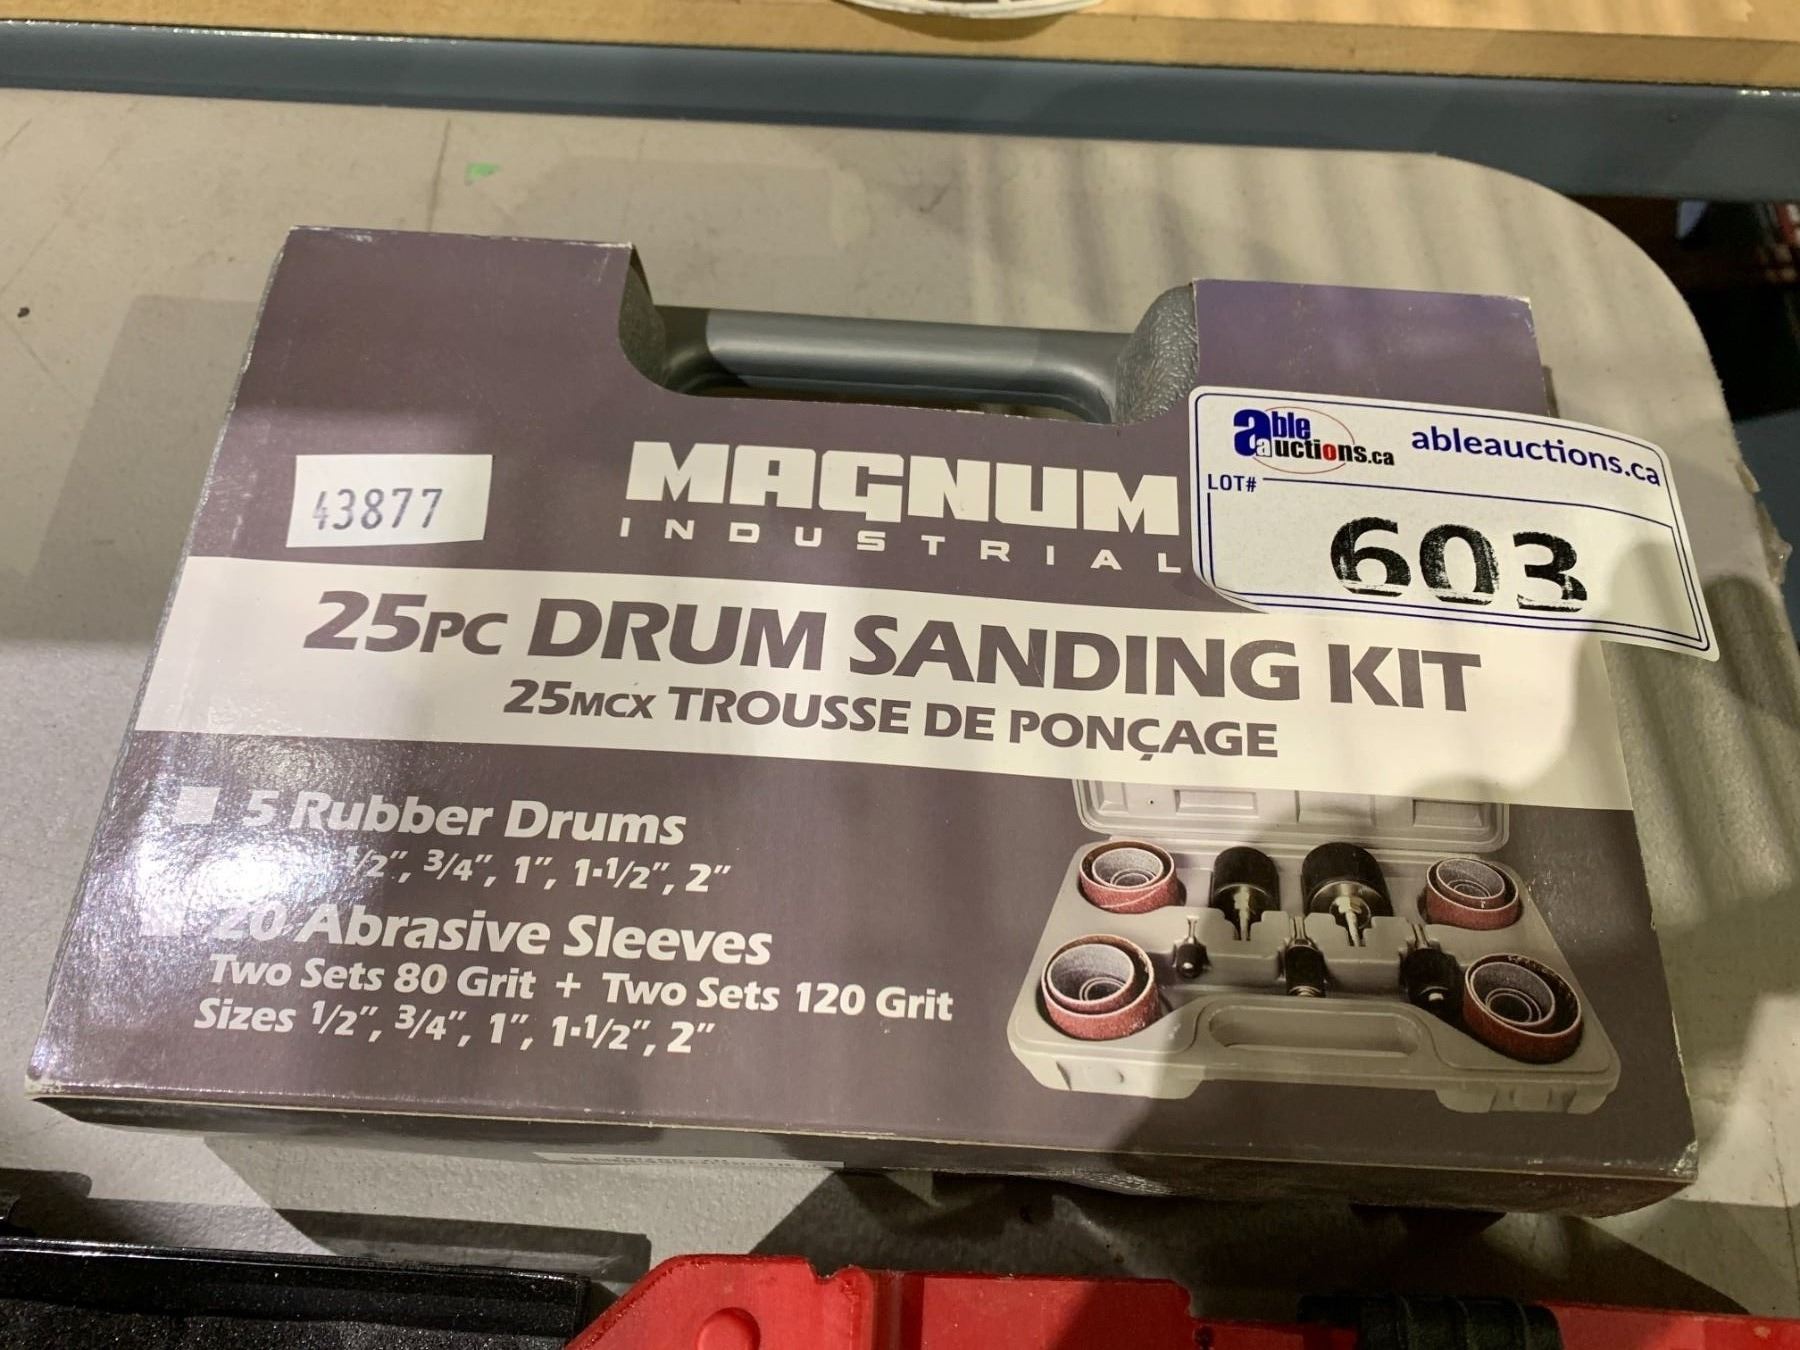 able auctions.ca ableauctions.ca
LOT#
603
43877
MAGNUM
INDUSTRIAL
25PC DRUM SANDING KIT
25MCX TROUSSE DE PONÇAGE
5 Rubber Drums
1/2", 3/4", 1", 1-1/2", 2"
20 Abrasive Sleeves
Two Sets 80 Grit + Two Sets 120 Grit
Sizes 1/2", 3/4", 1", 1-1/2", 2"